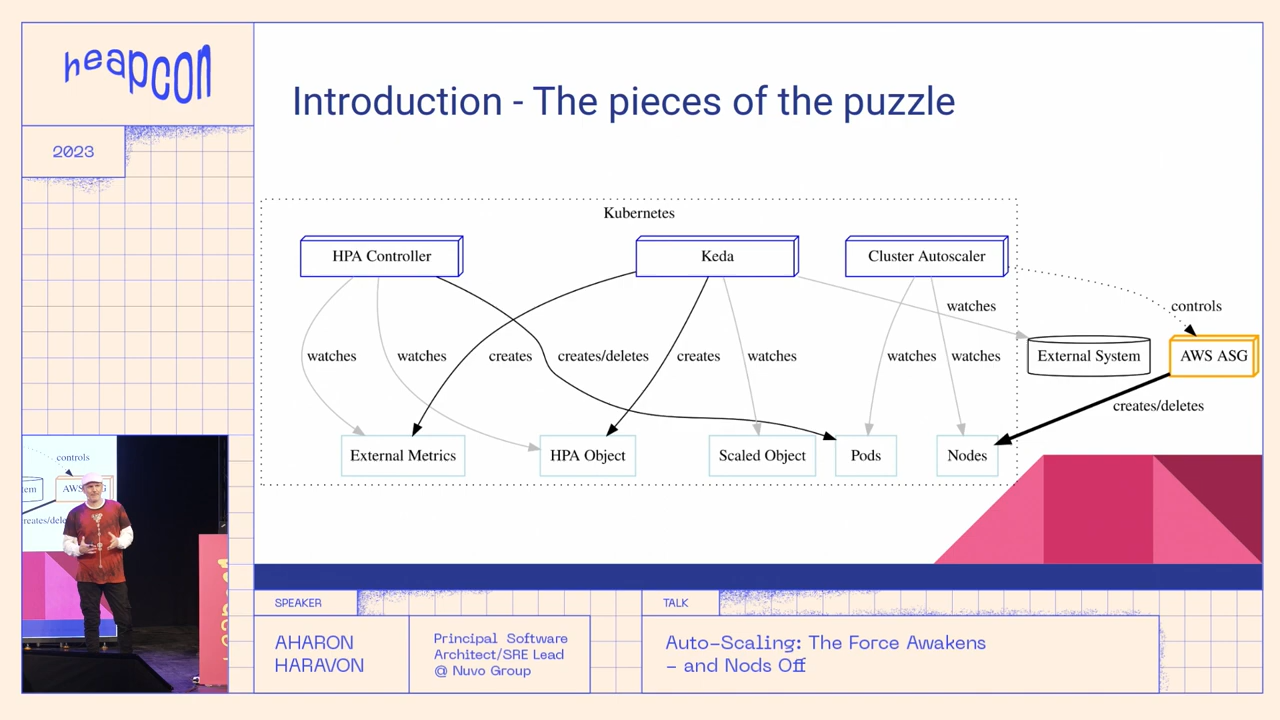 heapcon
2023
Introduction - The pieces of the puzzle
Kubernetes
HPA Controller
Keda
Cluster Autoscaler
watches
controls
watches
watches
creates
creates/deletes
creates
watches
watches
watches
External System
AWS ASG
creates/deletes
External Metrics
HPA Object
Scaled Object
Pods
Nodes
controls
AWS
SPEAKER
AHARON
HARAVON
Principal Software
Architect/SRE Lead
@ Nuvo Group
TALK
Auto-Scaling: The Force Awakens
- and Nods Off